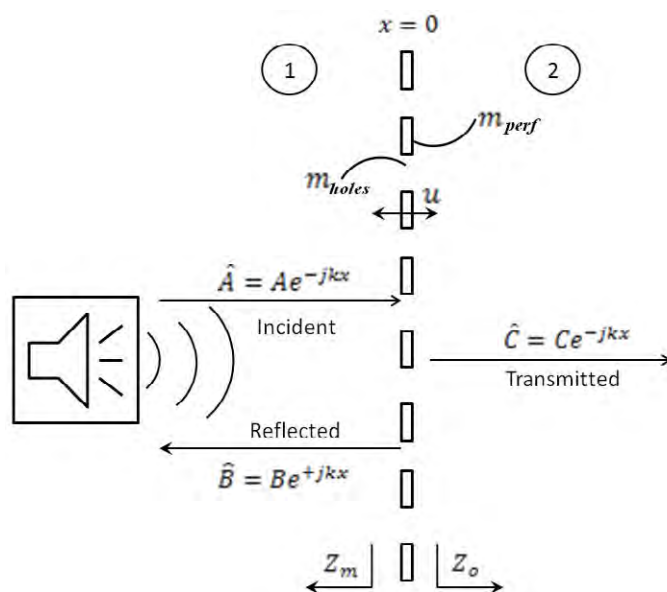 x = 0
1
2
m_perf
m_holes
u
Â = Ae^{-jkx}
Incident
Ĉ = Ce^{-jkx}
Transmitted
Reflected
B̂ = Be^{+jkx}
Z_m
Z_o